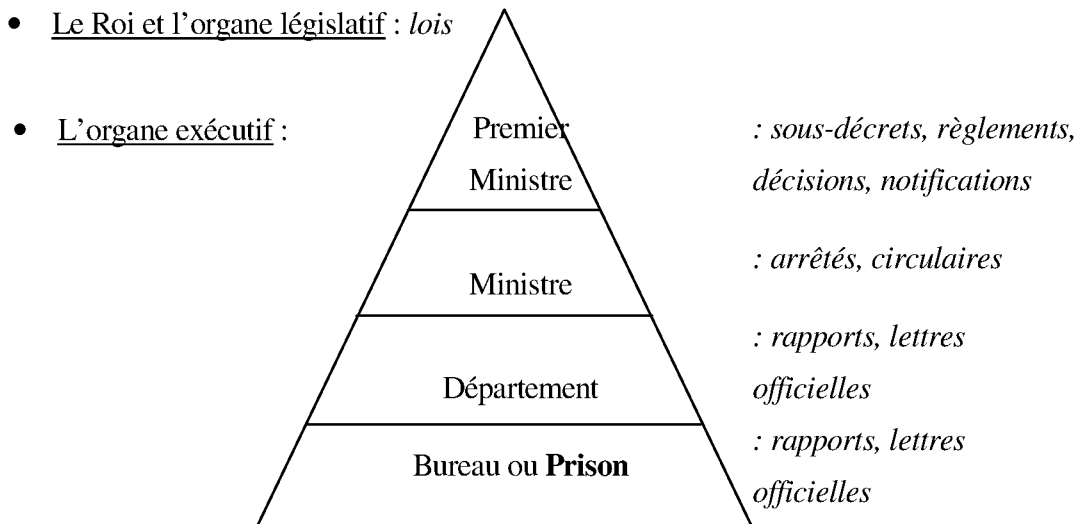 • Le Roi et l'organe législatif : lois
• L'organe exécutif :
Premier
Ministre
: sous-décrets, règlements,
décisions, notifications
Ministre
: arrêtés, circulaires
Département
: rapports, lettres
officielles
Bureau ou Prison
: rapports, lettres
officielles